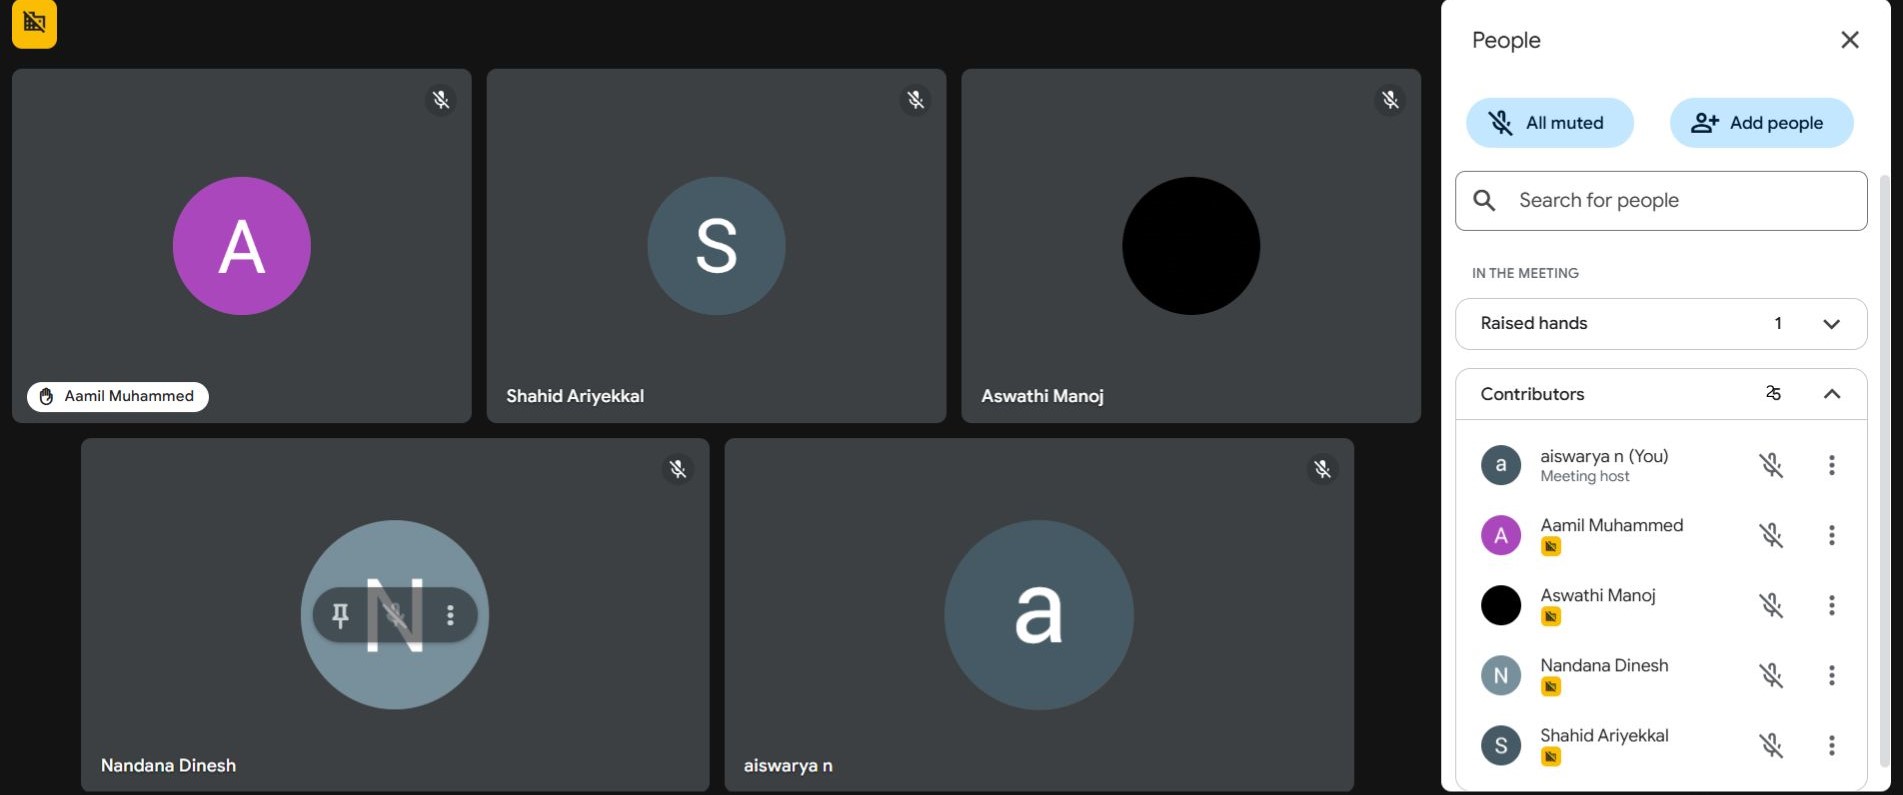 People
All muted
Add people
Search for people
IN THE MEETING
Raised hands 1
Contributors 25
a aiswarya n (You)
Meeting host
A Aamil Muhammed
Aswathi Manoj
N Nandana Dinesh
S Shahid Ariyekkal
A
Aamil Muhammed
S
Shahid Ariyekkal
Aswathi Manoj
N
Nandana Dinesh
a
aiswarya n